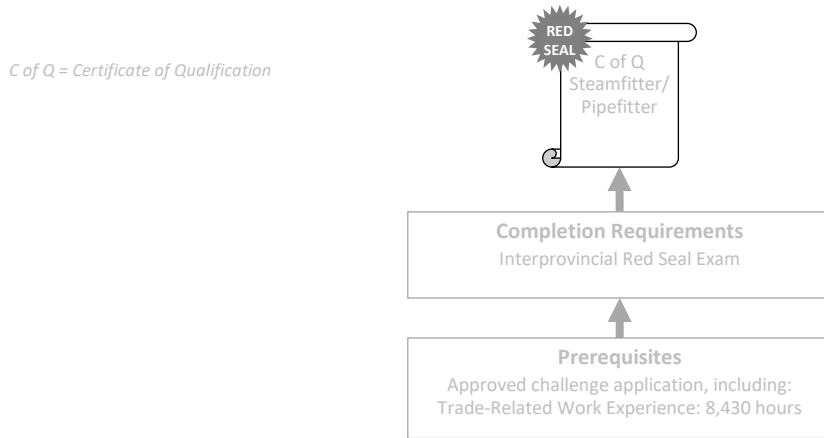 RED
SEAL
C of Q
Steamfitter/
Pipefitter
C of Q = Certificate of Qualification
Completion Requirements
Interprovincial Red Seal Exam
Prerequisites
Approved challenge application, including:
Trade-Related Work Experience: 8,430 hours